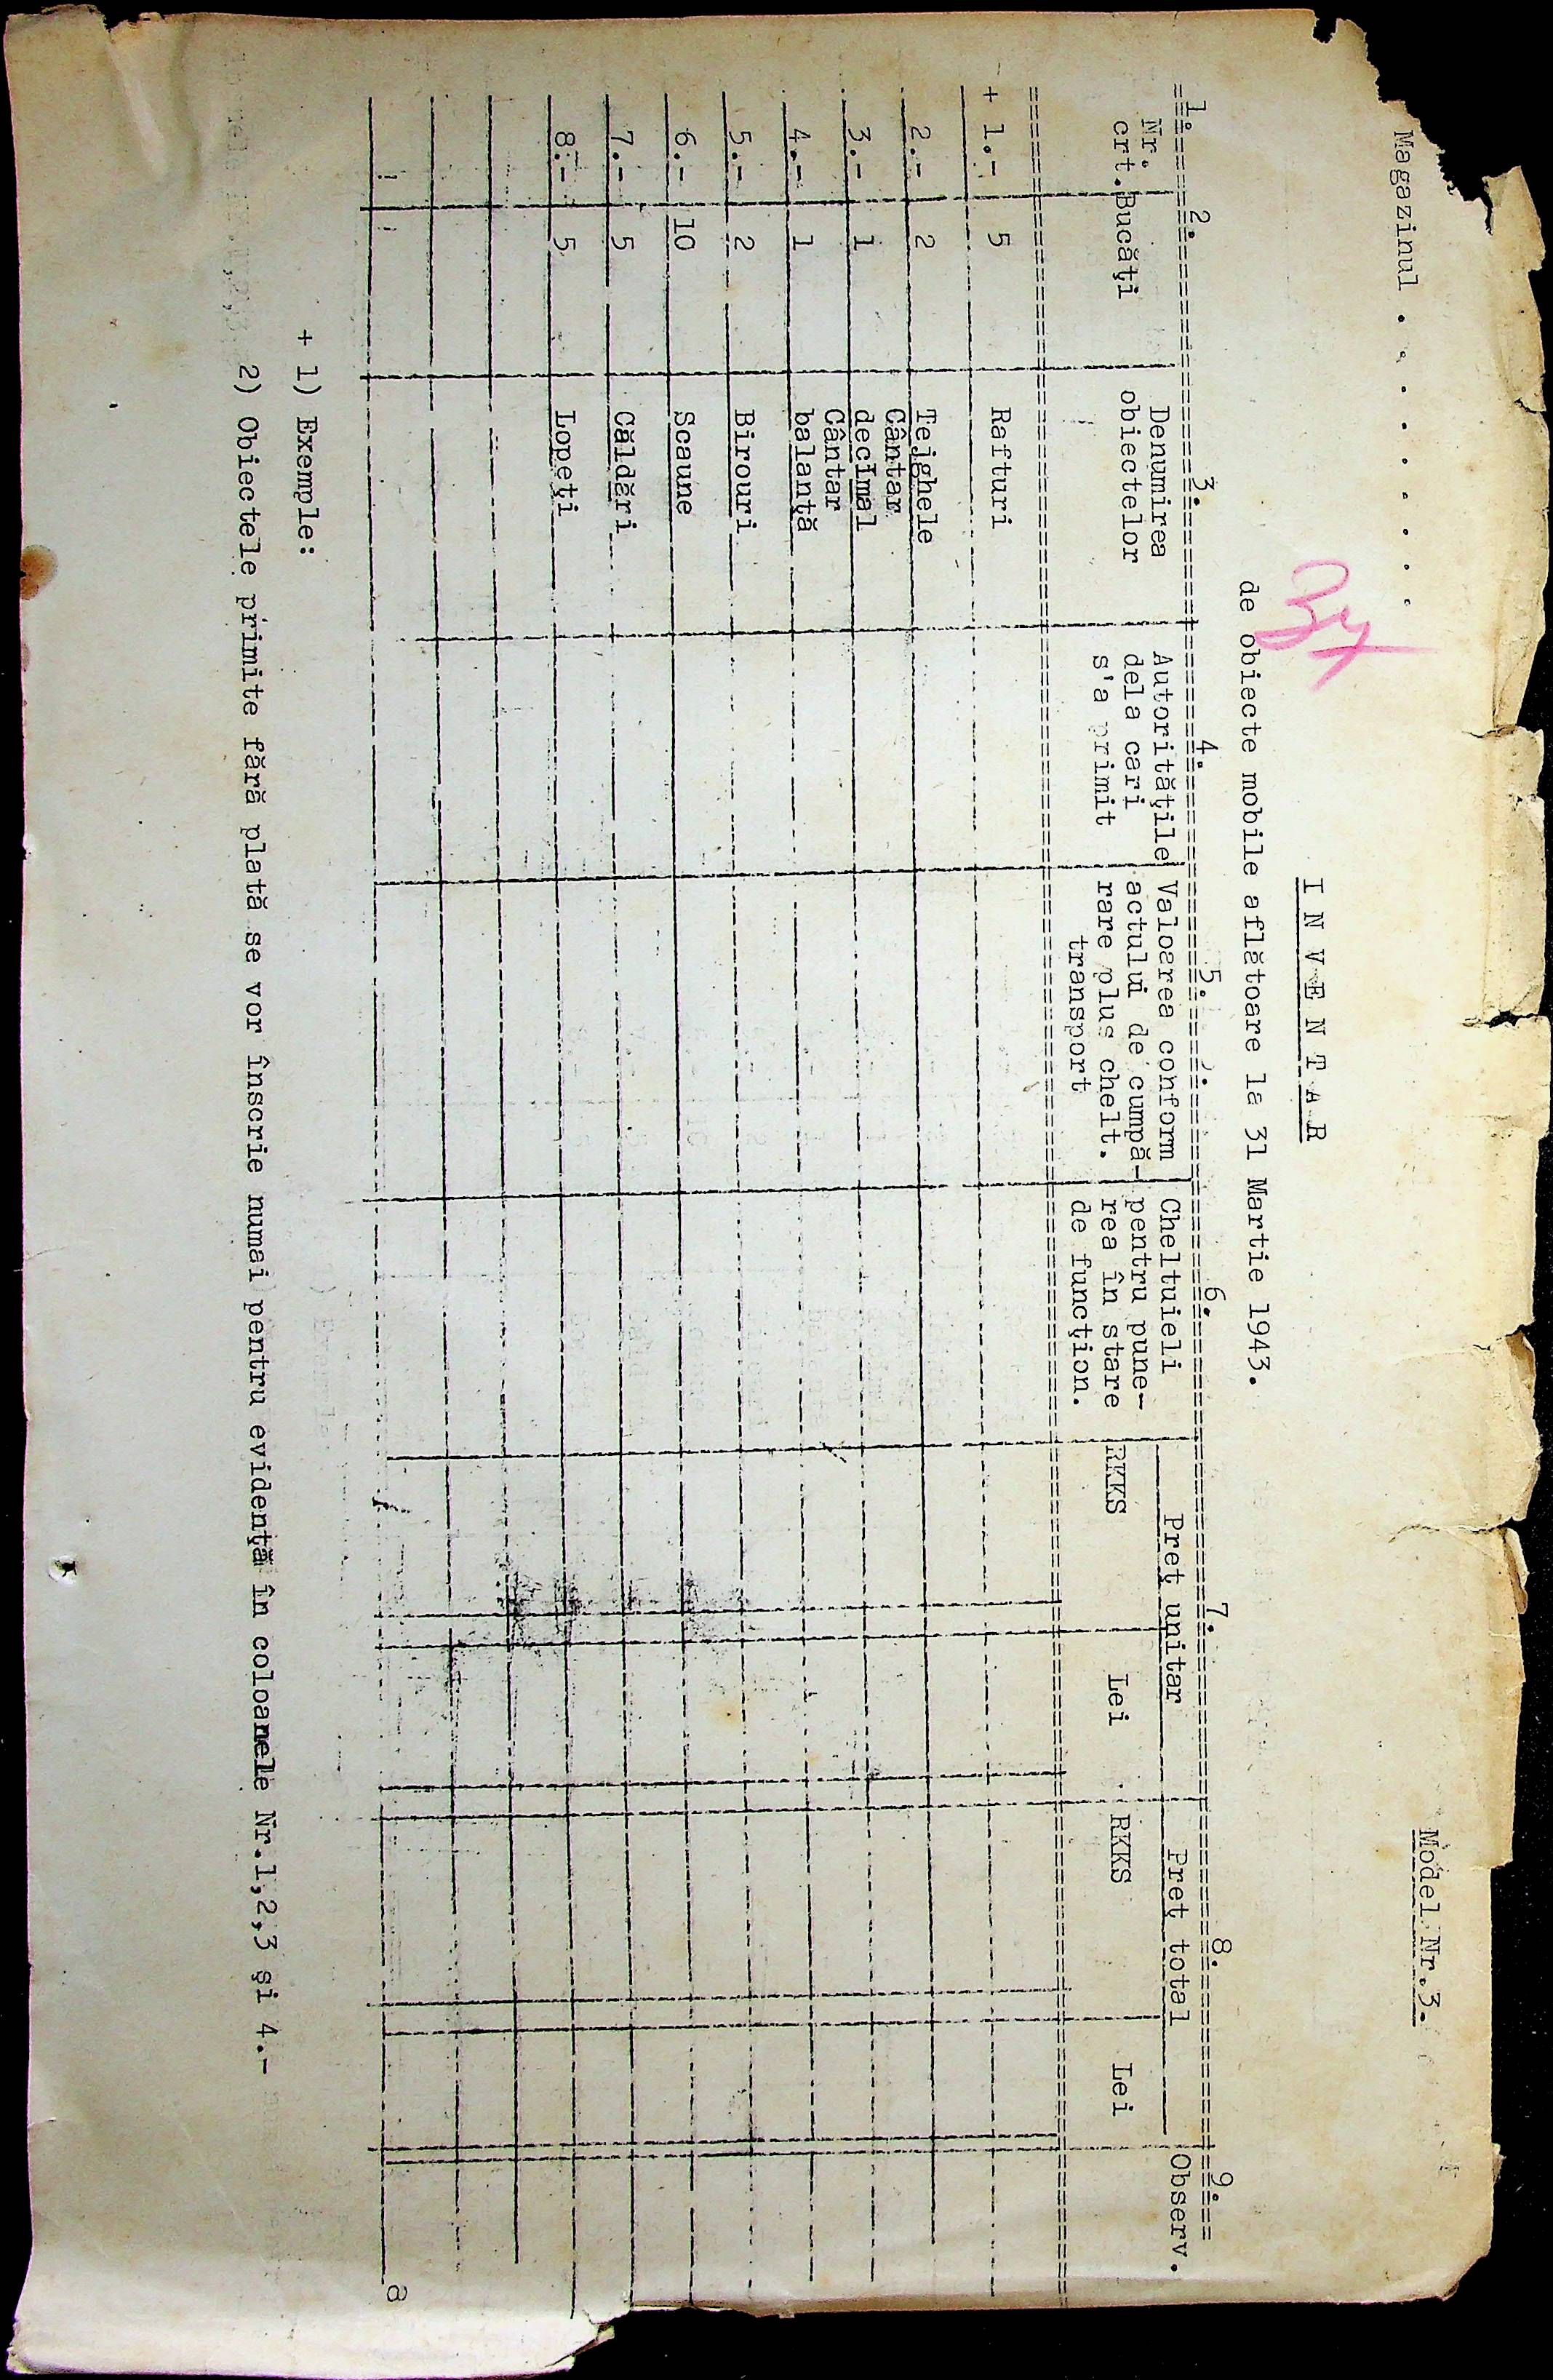 Model Nr.3.
Magazinul . . . . . . . . .
I N V E N T A R
de obiecte mobile aflătoare la 31 Martie 1943.
1. 2. 3. 4. 5. 6. 7. 8. 9.
Nr. Denumirea Autorităţile Valoarea conform Cheltuieli Preţ unitar Preţ total Observ.
crt. Bucăţi obiectelor dela cari actului de cumpă- pentru pune- RKKS Lei RKKS Lei
s'a primit rare plus chelt. rea în stare
transport de funcţion.
+ 1.- 5 Rafturi
2.- 2 Tejghele
Cântar
3.- 1 decimal
Cântar
4.- 1 balanţă
5.- 2 Birouri
6.- 10 Scaune
7.- 5 Căldări
8.- 5 Lopeţi
a
+ 1) Exemple:
2) Obiectele primite fără plată se vor înscrie numai pentru evidenţă în coloanele Nr.1,2,3 şi 4.-